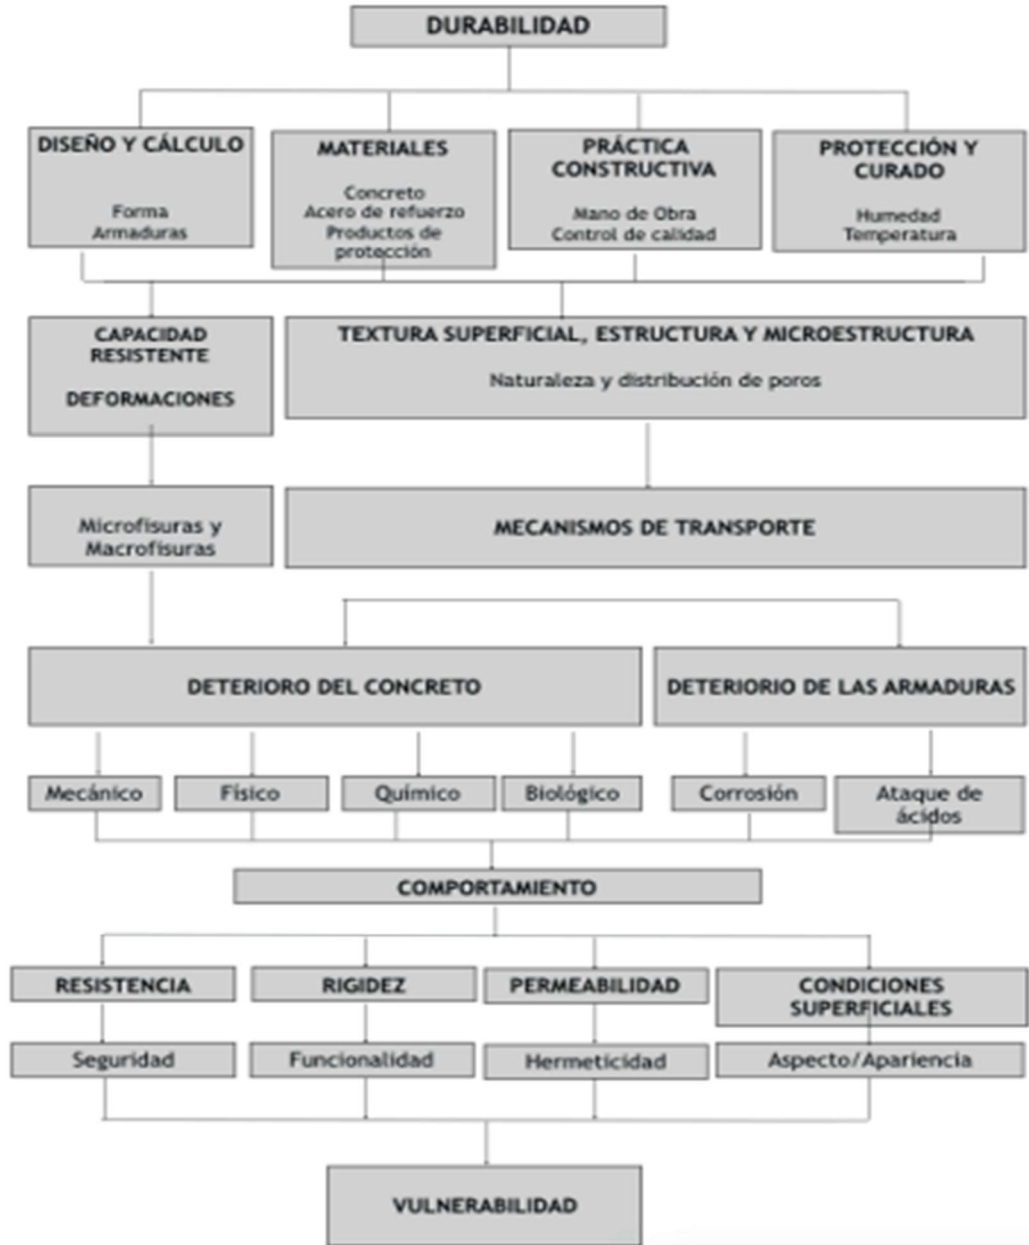 DURABILIDAD
DISEÑO Y CÁLCULO
Forma
Armaduras
MATERIALES
Concreto
Acero de refuerzo
Productos de
protección
PRÁCTICA
CONSTRUCTIVA
Mano de Obra
Control de calidad
PROTECCIÓN Y
CURADO
Humedad
Temperatura
CAPACIDAD
RESISTENTE
DEFORMACIONES
TEXTURA SUPERFICIAL, ESTRUCTURA Y MICROESTRUCTURA
Naturaleza y distribución de poros
Microfisuras y
Macrofisuras
MECANISMOS DE TRANSPORTE
DETERIORO DEL CONCRETO
DETERIORIO DE LAS ARMADURAS
Mecánico
Físico
Químico
Biológico
Corrosión
Ataque de
ácidos
COMPORTAMIENTO
RESISTENCIA
RIGIDEZ
PERMEABILIDAD
CONDICIONES
SUPERFICIALES
Seguridad
Funcionalidad
Hermeticidad
Aspecto/Apariencia
VULNERABILIDAD